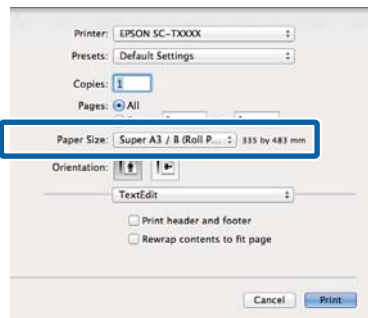 Printer: EPSON SC-TXXXX
Presets: Default Settings
Copies: 1
Pages: All
Paper Size: Super A3 / B (Roll P... 335 by 483 mm
Orientation:
TextEdit
Print header and footer
Rewrap contents to fit page
Cancel Print